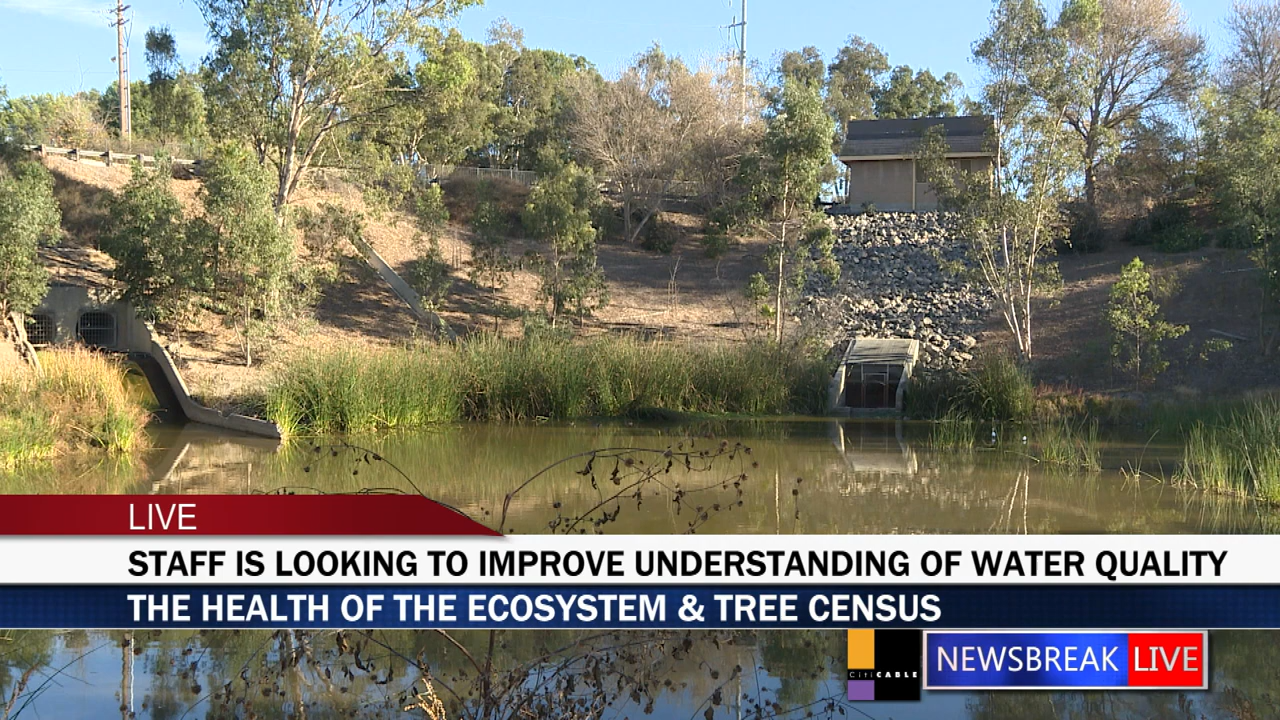 LIVE
STAFF IS LOOKING TO IMPROVE UNDERSTANDING OF WATER QUALITY
THE HEALTH OF THE ECOSYSTEM & TREE CENSUS
CitiCABLE
NEWSBREAK LIVE